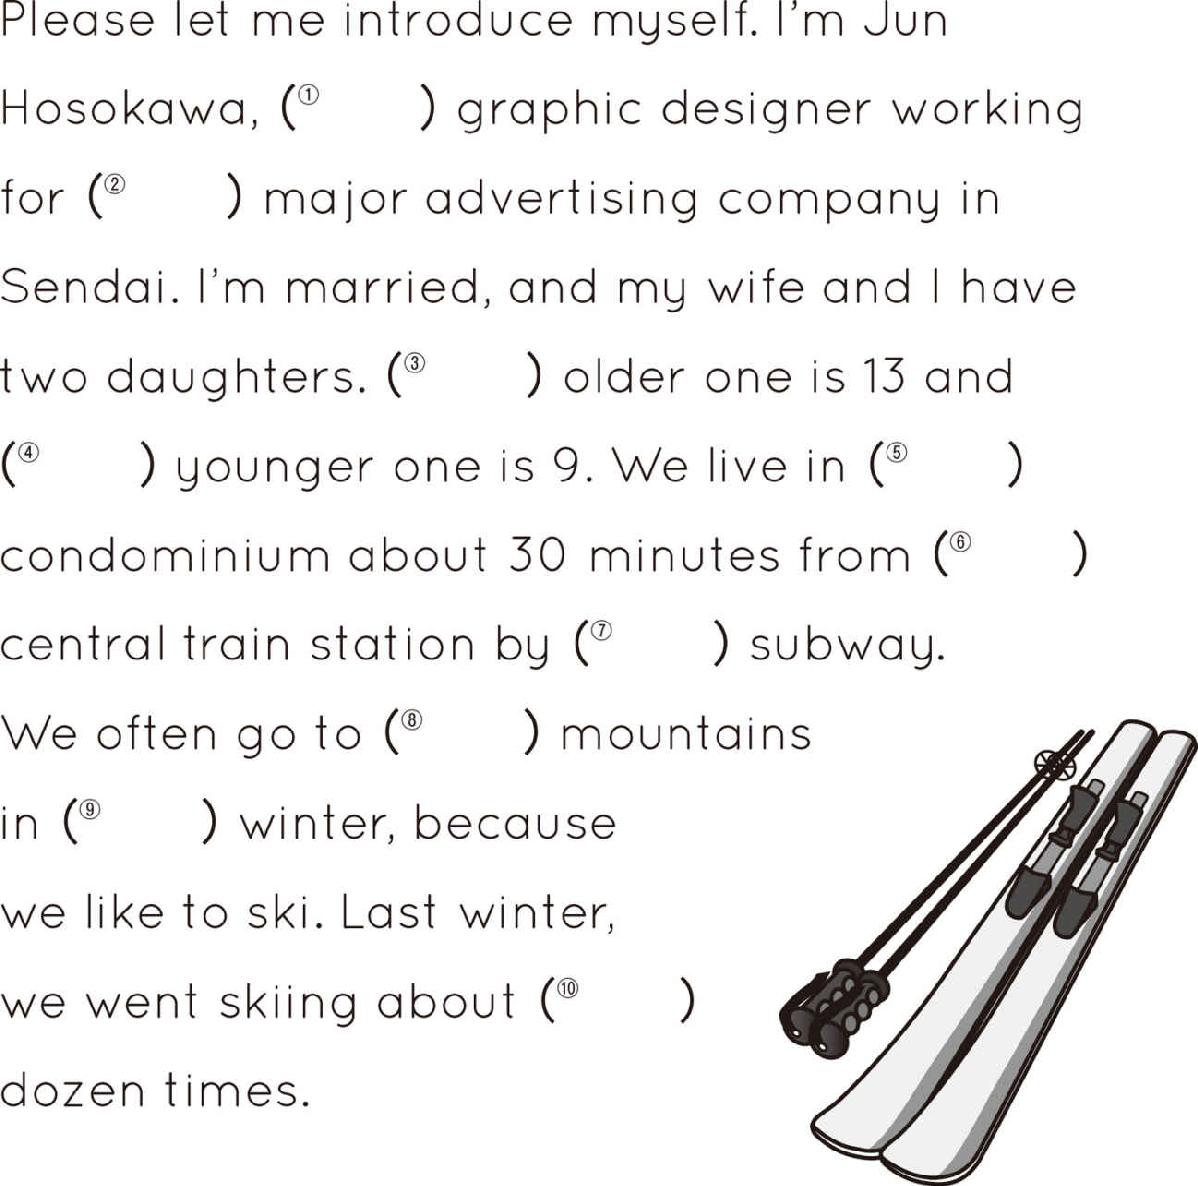 Please let me introduce myself. I'm Jun
Hosokawa, (① ) graphic designer working
for (② ) major advertising company in
Sendai. I'm married, and my wife and I have
two daughters. (③ ) older one is 13 and
(④ ) younger one is 9. We live in (⑤ )
condominium about 30 minutes from (⑥ )
central train station by (⑦ ) subway.
We often go to (⑧ ) mountains
in (⑨ ) winter, because
we like to ski. Last winter,
we went skiing about (⑩ )
dozen times.